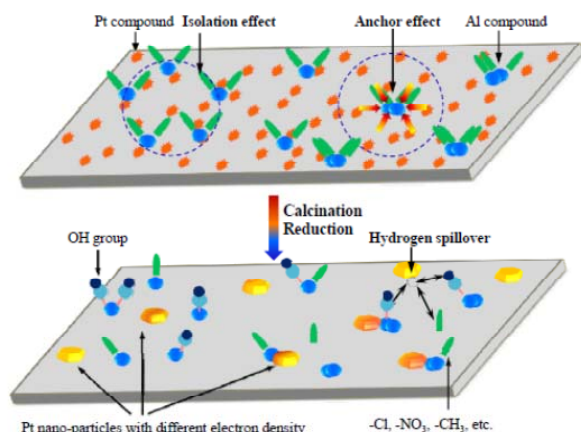 Pt compound
Isolation effect
Anchor effect
Al compound
Calcination
Reduction
OH group
Hydrogen spillover
Pt nano-particles with different electron density
-Cl, -NO₃, -CH₃, etc.